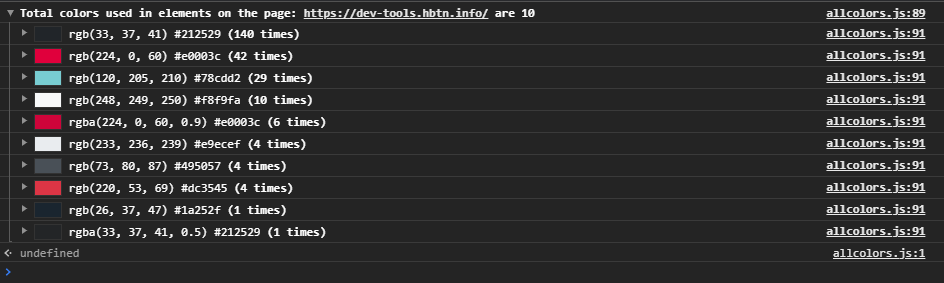 Total colors used in elements on the page: https://dev-tools.hbtn.info/ are 10 allcolors.js:89
rgb(33, 37, 41) #212529 (140 times) allcolors.js:91
rgb(224, 0, 60) #e0003c (42 times) allcolors.js:91
rgb(120, 205, 210) #78cdd2 (29 times) allcolors.js:91
rgb(248, 249, 250) #f8f9fa (10 times) allcolors.js:91
rgba(224, 0, 60, 0.9) #e0003c (6 times) allcolors.js:91
rgb(233, 236, 239) #e9ecef (4 times) allcolors.js:91
rgb(73, 80, 87) #495057 (4 times) allcolors.js:91
rgb(220, 53, 69) #dc3545 (4 times) allcolors.js:91
rgb(26, 37, 47) #1a252f (1 times) allcolors.js:91
rgba(33, 37, 41, 0.5) #212529 (1 times) allcolors.js:91
undefined allcolors.js:1